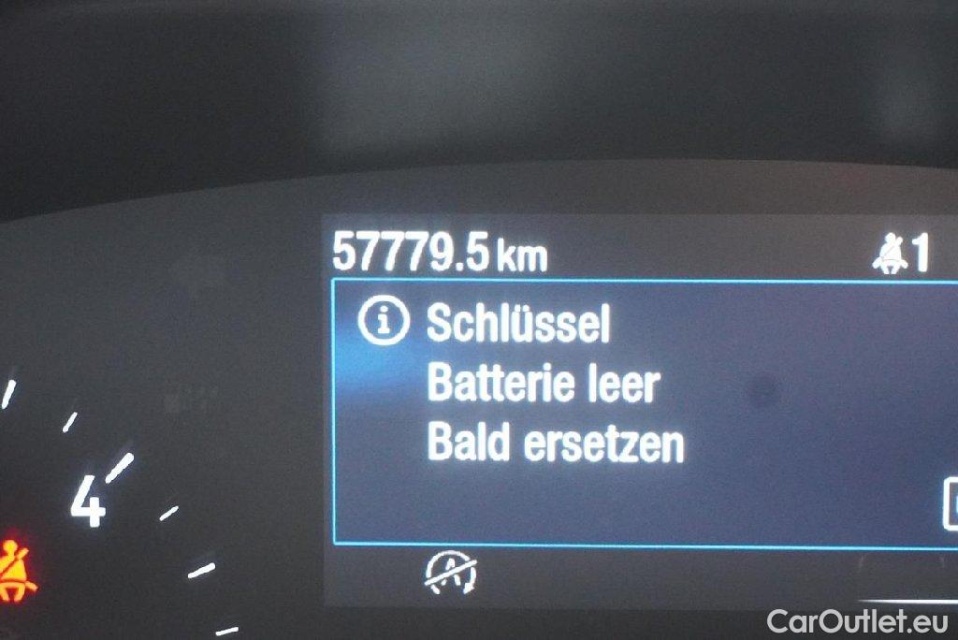 57779.5 km
1
Schlüssel
Batterie leer
Bald ersetzen
4
A
CarOutlet.eu